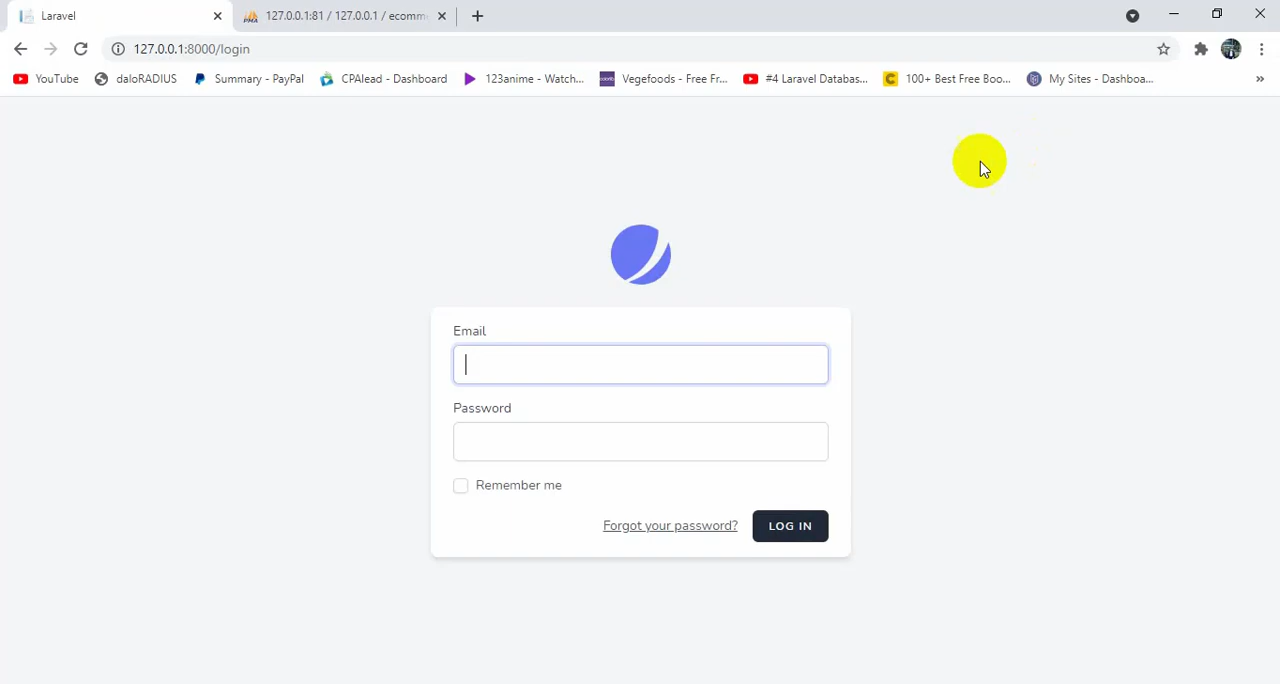 Laravel
127.0.0.1:81 / 127.0.0.1 / ecomm
127.0.0.1:8000/login
YouTube
daloRADIUS
Summary - PayPal
CPAlead - Dashboard
123anime - Watch...
Vegefoods - Free Fr...
#4 Laravel Databas...
100+ Best Free Boo...
My Sites - Dashboa...
»
Email
Password
Remember me
Forgot your password?
LOG IN